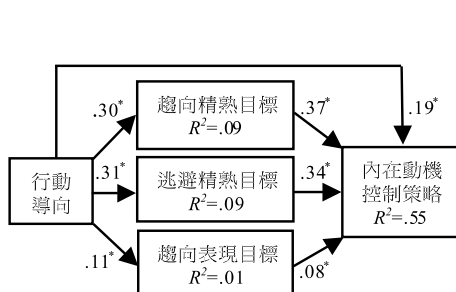 .30*
趨向精熟目標
R²=.09
.37*
.19*
行動
導向
.31*
逃避精熟目標
R²=.09
.34*
內在動機
控制策略
R²=.55
.11*
趨向表現目標
R²=.01
.08*